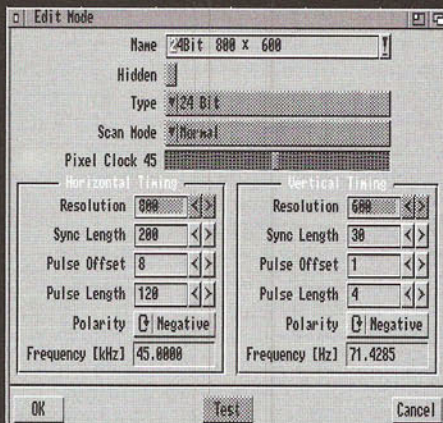 Edit Mode
Name 24Bit 800 x 600
Hidden
Type 24 Bit
Scan Mode Normal
Pixel Clock 45
Horizontal Timing
Resolution 800
Sync Length 200
Pulse Offset 8
Pulse Length 120
Polarity Negative
Frequency [kHz] 45.0000
Vertical Timing
Resolution 600
Sync Length 30
Pulse Offset 1
Pulse Length 4
Polarity Negative
Frequency [Hz] 71.4285
OK
Test
Cancel